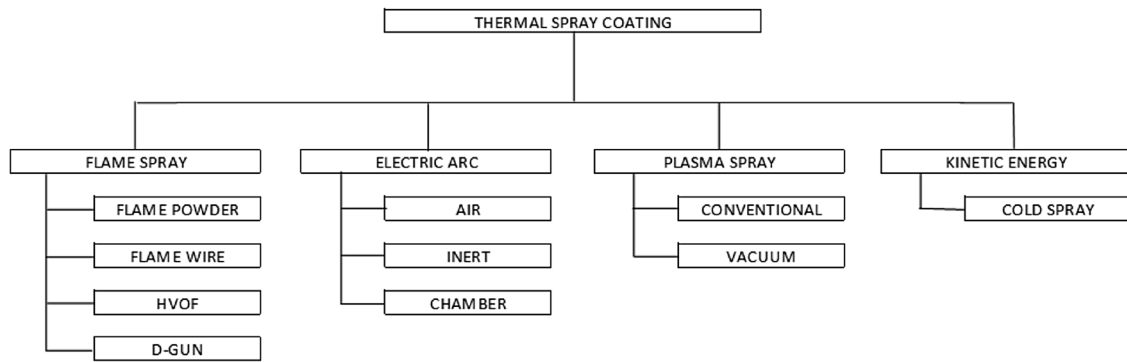 THERMAL SPRAY COATING
FLAME SPRAY
FLAME POWDER
FLAME WIRE
HVOF
D-GUN
ELECTRIC ARC
AIR
INERT
CHAMBER
PLASMA SPRAY
CONVENTIONAL
VACUUM
KINETIC ENERGY
COLD SPRAY